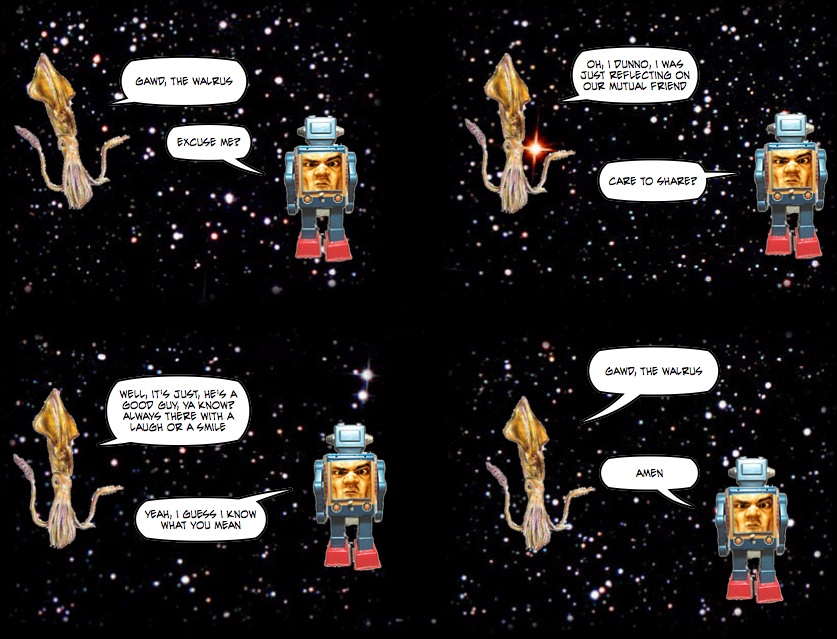 GAWD, THE WALRUS
EXCUSE ME?
OH, I DUNNO, I WAS
JUST REFLECTING ON
OUR MUTUAL FRIEND
CARE TO SHARE?
WELL, IT'S JUST, HE'S A
GOOD GUY, YA KNOW?
ALWAYS THERE WITH A
LAUGH OR A SMILE
YEAH, I GUESS I KNOW
WHAT YOU MEAN
GAWD, THE WALRUS
AMEN